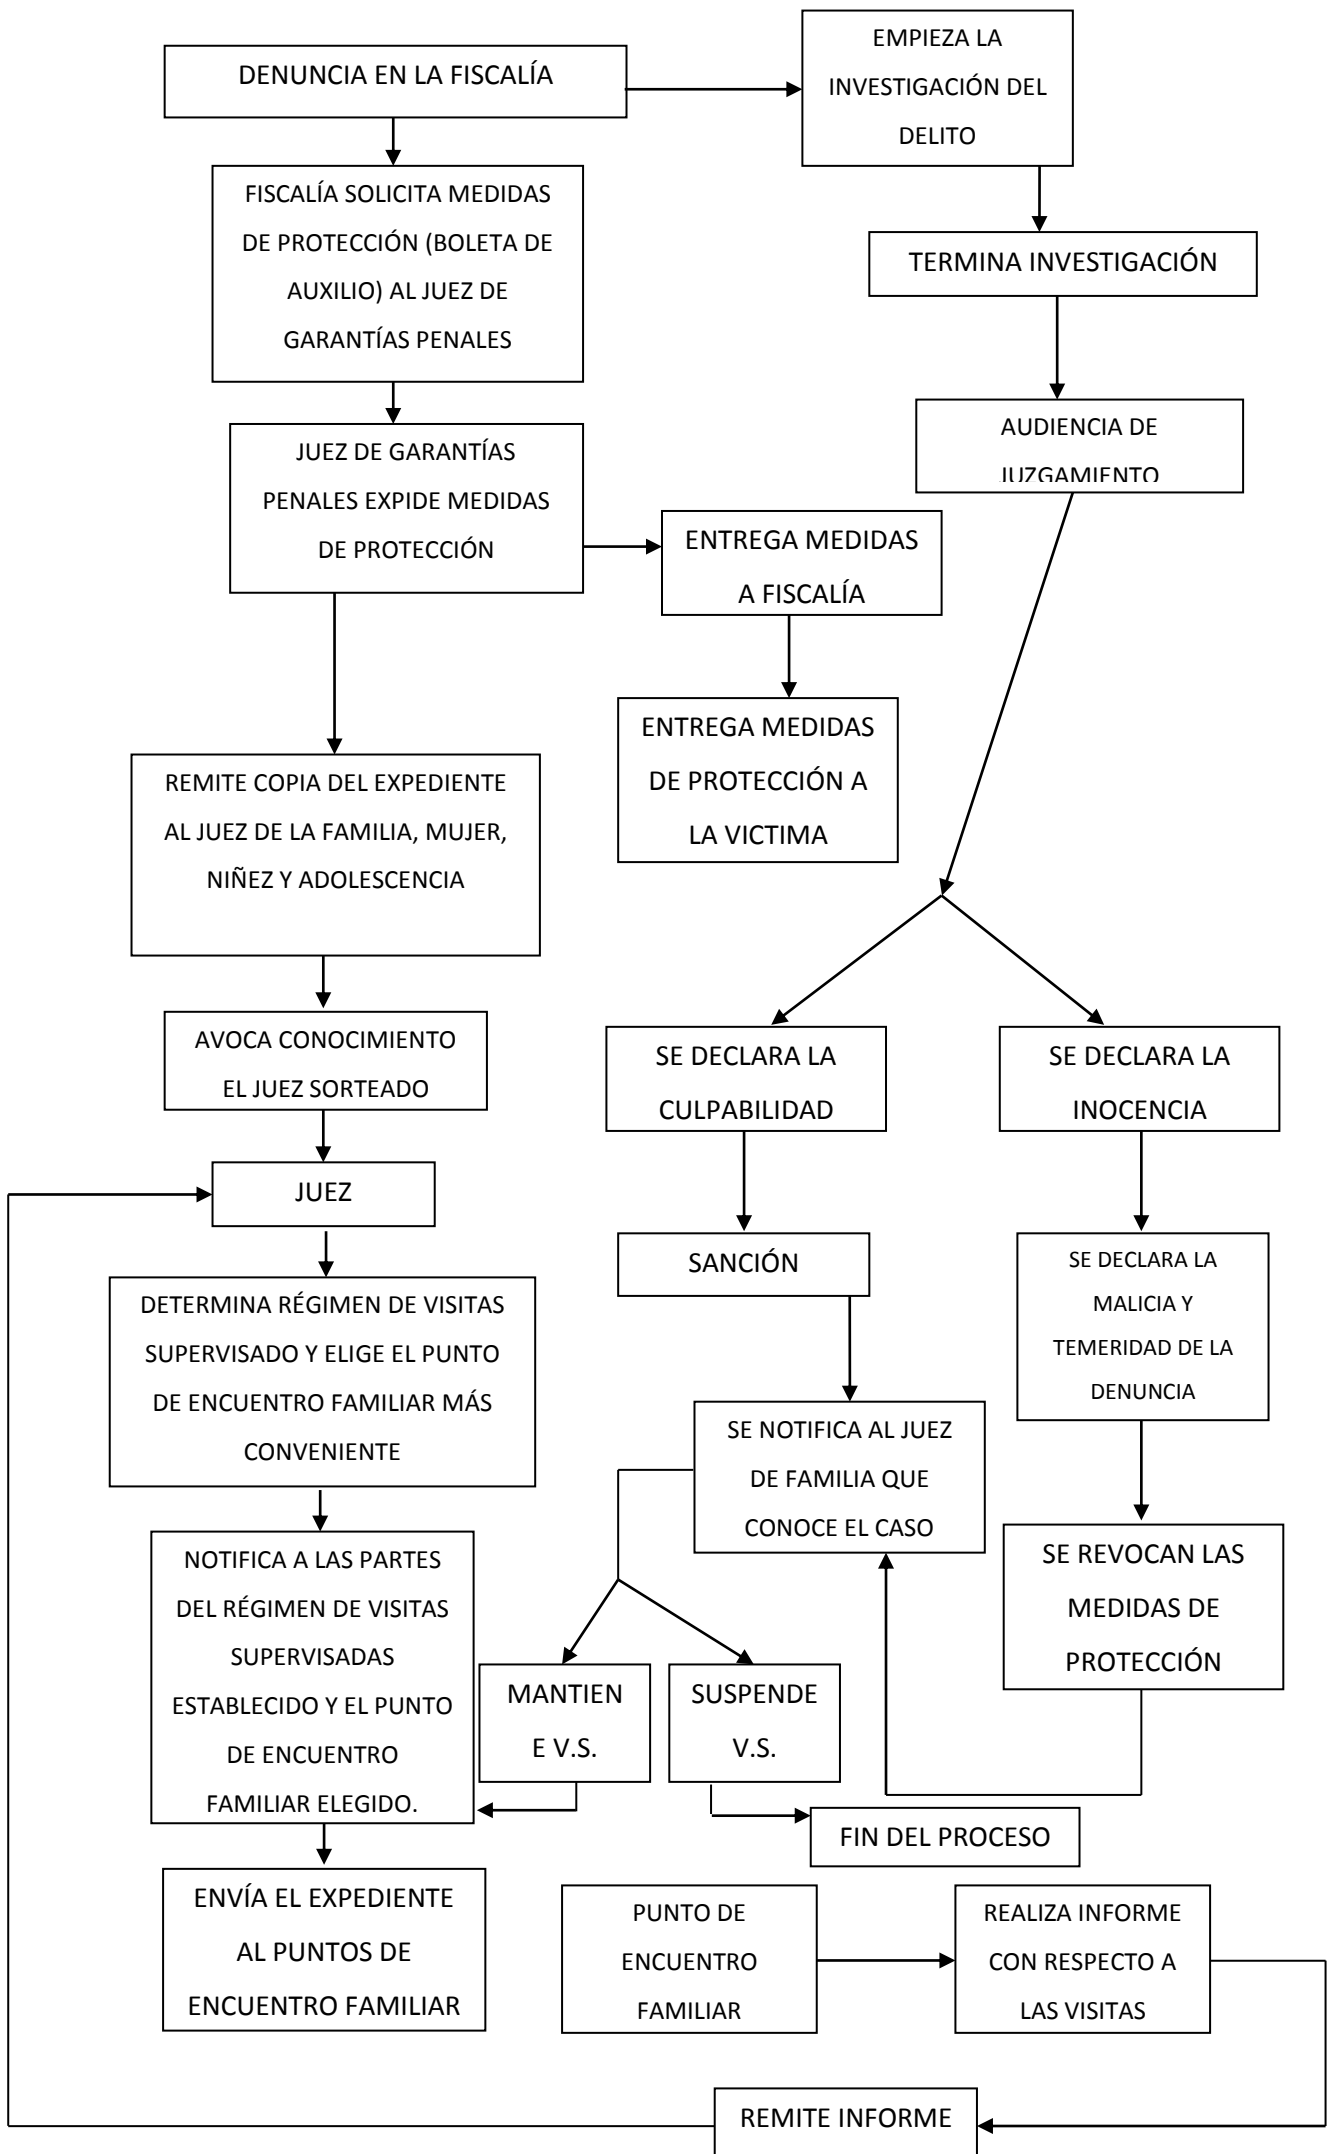 DENUNCIA EN LA FISCALÍA
EMPIEZA LA
INVESTIGACIÓN DEL
DELITO
FISCALÍA SOLICITA MEDIDAS
DE PROTECCIÓN (BOLETA DE
AUXILIO) AL JUEZ DE
GARANTÍAS PENALES
TERMINA INVESTIGACIÓN
JUEZ DE GARANTÍAS
PENALES EXPIDE MEDIDAS
DE PROTECCIÓN
AUDIENCIA DE
JUZGAMIENTO
ENTREGA MEDIDAS
A FISCALÍA
ENTREGA MEDIDAS
DE PROTECCIÓN A
LA VICTIMA
REMITE COPIA DEL EXPEDIENTE
AL JUEZ DE LA FAMILIA, MUJER,
NIÑEZ Y ADOLESCENCIA
AVOCA CONOCIMIENTO
EL JUEZ SORTEADO
SE DECLARA LA
CULPABILIDAD
SE DECLARA LA
INOCENCIA
JUEZ
SANCIÓN
SE DECLARA LA
MALICIA Y
TEMERIDAD DE LA
DENUNCIA
DETERMINA RÉGIMEN DE VISITAS
SUPERVISADO Y ELIGE EL PUNTO
DE ENCUENTRO FAMILIAR MÁS
CONVENIENTE
SE NOTIFICA AL JUEZ
DE FAMILIA QUE
CONOCE EL CASO
SE REVOCAN LAS
MEDIDAS DE
PROTECCIÓN
NOTIFICA A LAS PARTES
DEL RÉGIMEN DE VISITAS
SUPERVISADAS
ESTABLECIDO Y EL PUNTO
DE ENCUENTRO
FAMILIAR ELEGIDO.
MANTIEN
E V.S.
SUSPENDE
V.S.
FIN DEL PROCESO
ENVÍA EL EXPEDIENTE
AL PUNTOS DE
ENCUENTRO FAMILIAR
PUNTO DE
ENCUENTRO
FAMILIAR
REALIZA INFORME
CON RESPECTO A
LAS VISITAS
REMITE INFORME